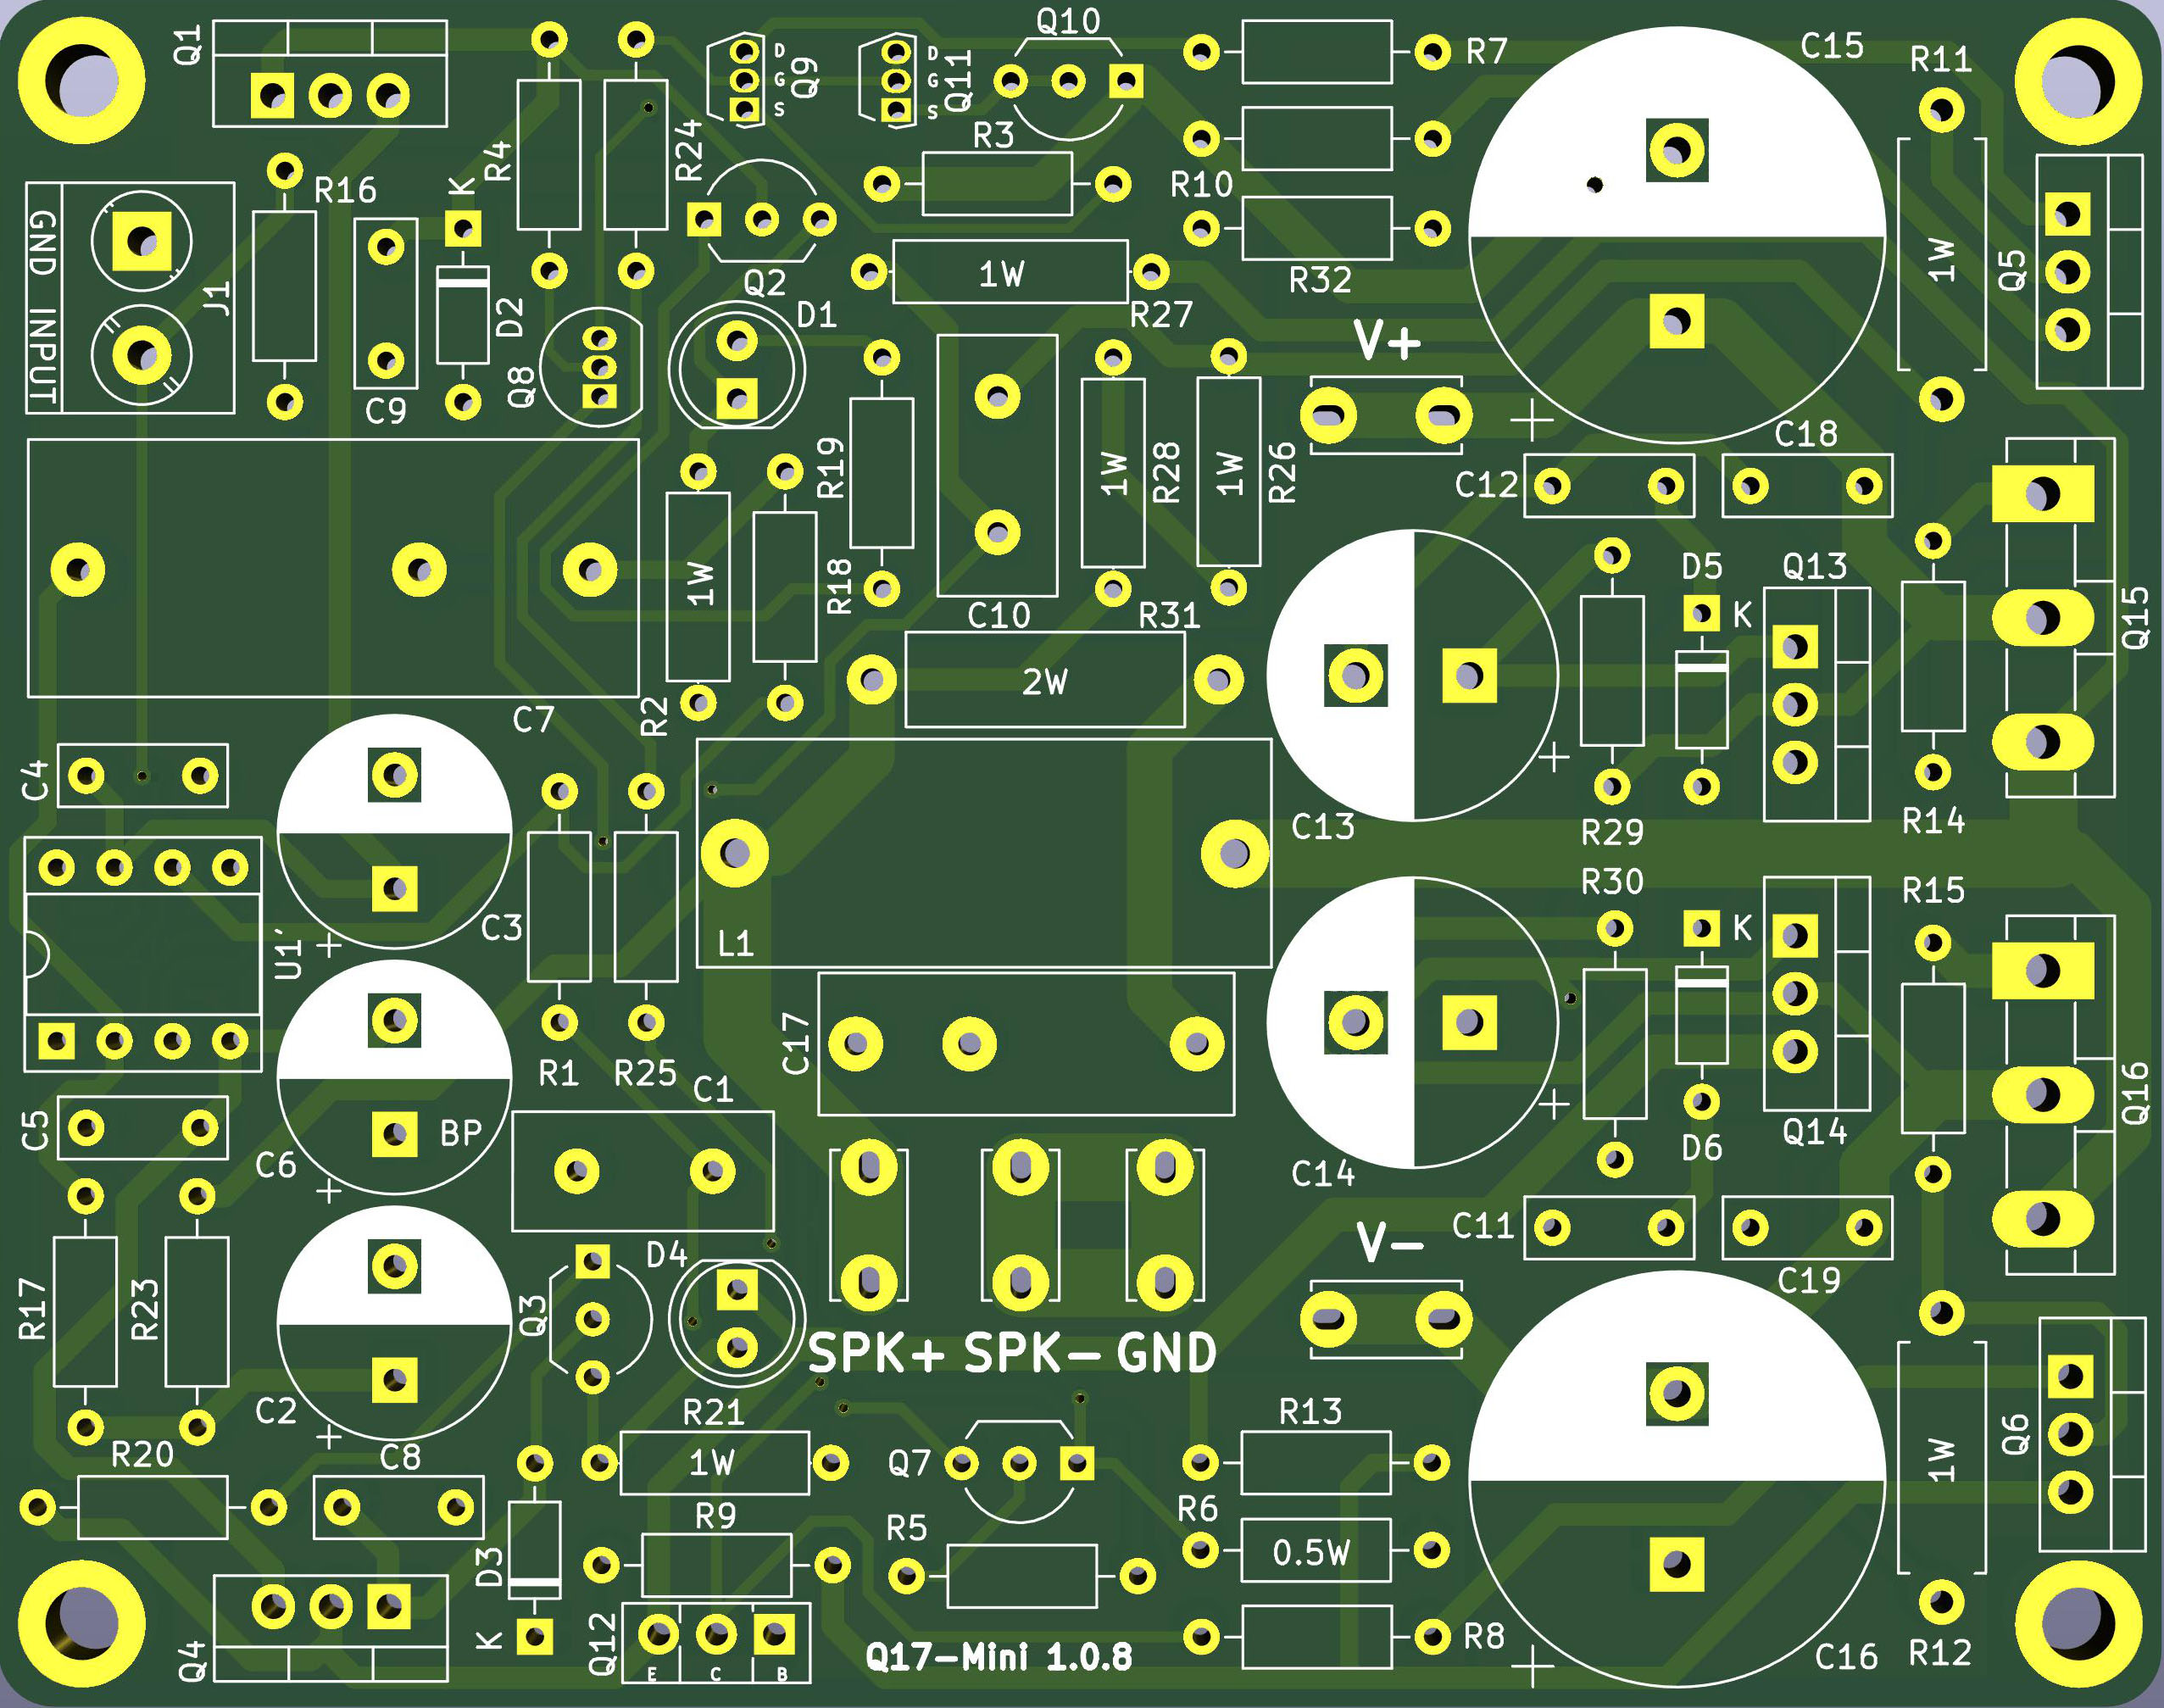 Q1
R4
R24
D
G
S
Q9
D
G
S
Q11
Q10
R3
R7
R10
R32
C15
R11
1W
Q5
GND INPUT
J1
R16
C9
K
D2
Q8
Q2
D1
1W
R27
V+
C18
C12
C7
1W
R2
R19
R18
C10
1W
R28
1W
R26
R31
2W
C13
R29
D5
K
Q13
R14
Q15
C4
U1'
C3
R1
R25
L1
C17
C14
R30
K
D6
Q14
R15
Q16
C5
C6
BP
C1
R17
R23
C2
Q3
D4
SPK+ SPK- GND
V-
C11
C19
R20
C8
D3
K
R21
1W
R9
Q12
E
C
B
Q7
R5
R13
R6
0.5W
R8
C16
1W
Q6
R12
Q4
Q17-Mini 1.0.8